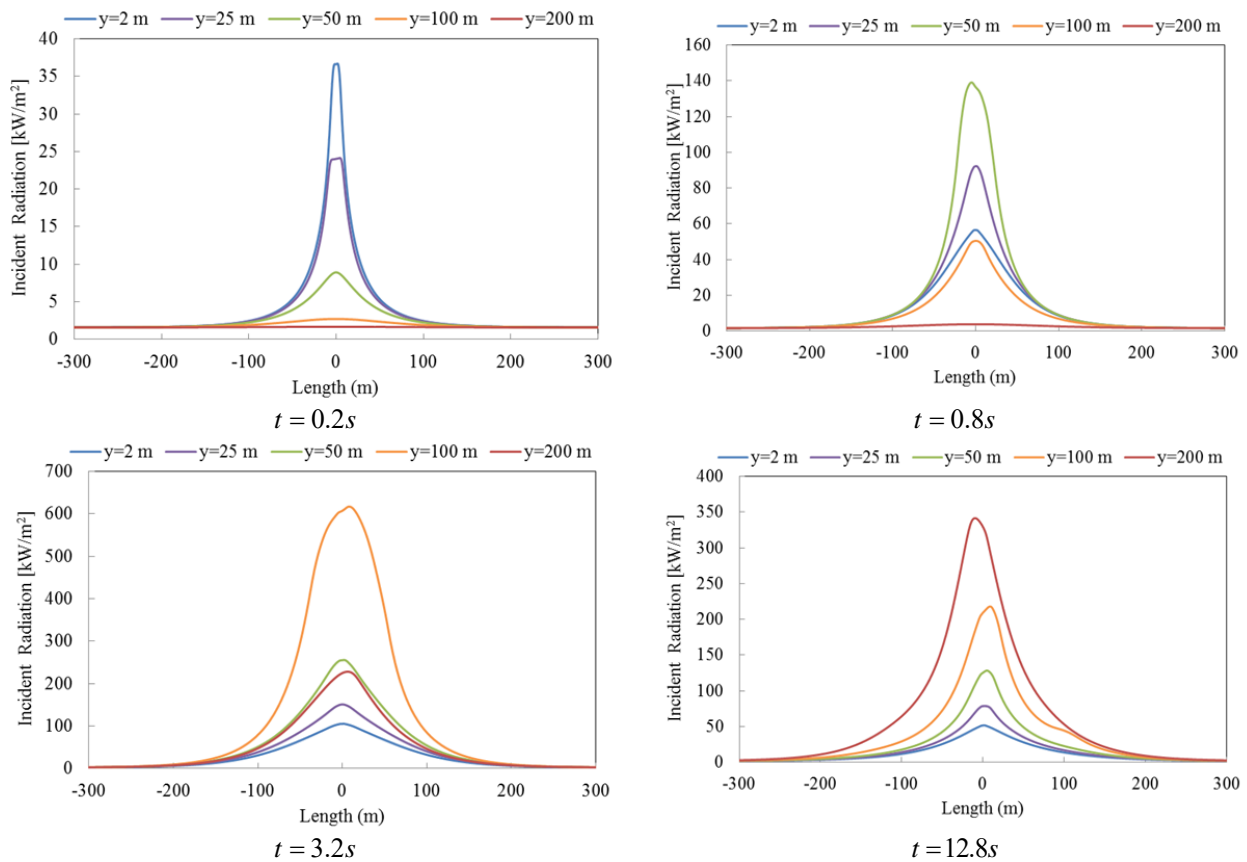 y=2 m y=25 m y=50 m y=100 m y=200 m
40
35
30
25
20
15
10
5
0
Incident Radiation [kW/m²]
-300 -200 -100 0 100 200 300
Length (m)
t = 0.2s
y=2 m y=25 m y=50 m y=100 m y=200 m
160
140
120
100
80
60
40
20
0
Incident Radiation [kW/m²]
-300 -200 -100 0 100 200 300
Length (m)
t = 0.8s
y=2 m y=25 m y=50 m y=100 m y=200 m
700
600
500
400
300
200
100
0
Incident Radiation [kW/m²]
-300 -200 -100 0 100 200 300
Length (m)
t = 3.2s
y=2 m y=25 m y=50 m y=100 m y=200 m
400
350
300
250
200
150
100
50
0
Incident Radiation [kW/m²]
-300 -200 -100 0 100 200 300
Length (m)
t = 12.8s